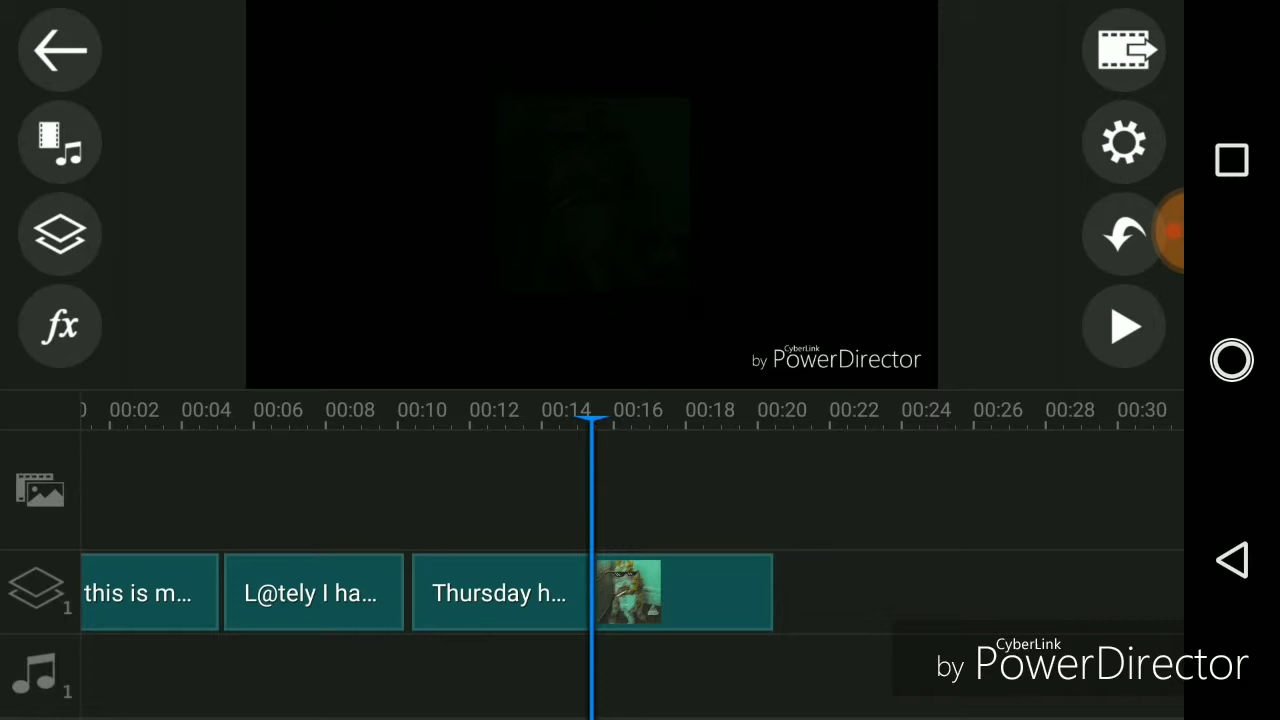 fx
CyberLink
by PowerDirector
00:02 00:04 00:06 00:08 00:10 00:12 00:14 00:16 00:18 00:20 00:22 00:24 00:26 00:28 00:30
this is m... L@tely I ha... Thursday h...
1
CyberLink
by PowerDirector
1